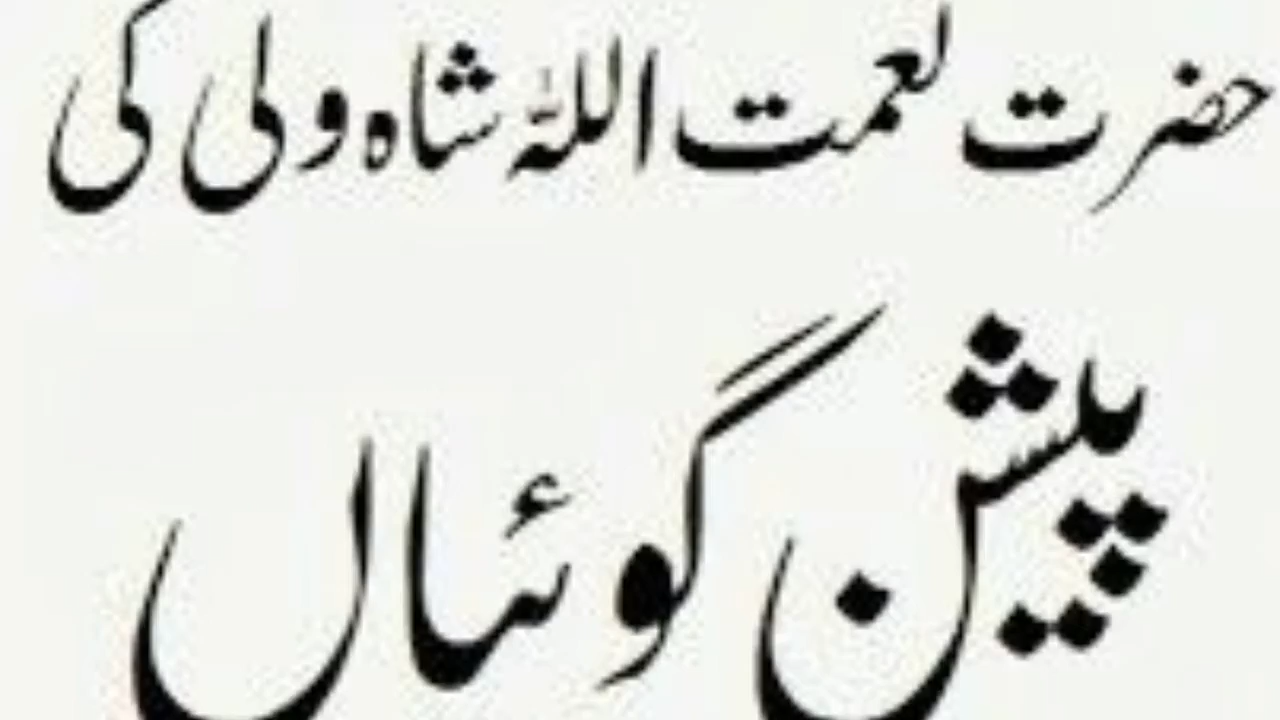 حضرت نعمت اللہ شاہ ولی کی
پیشن گوئیاں